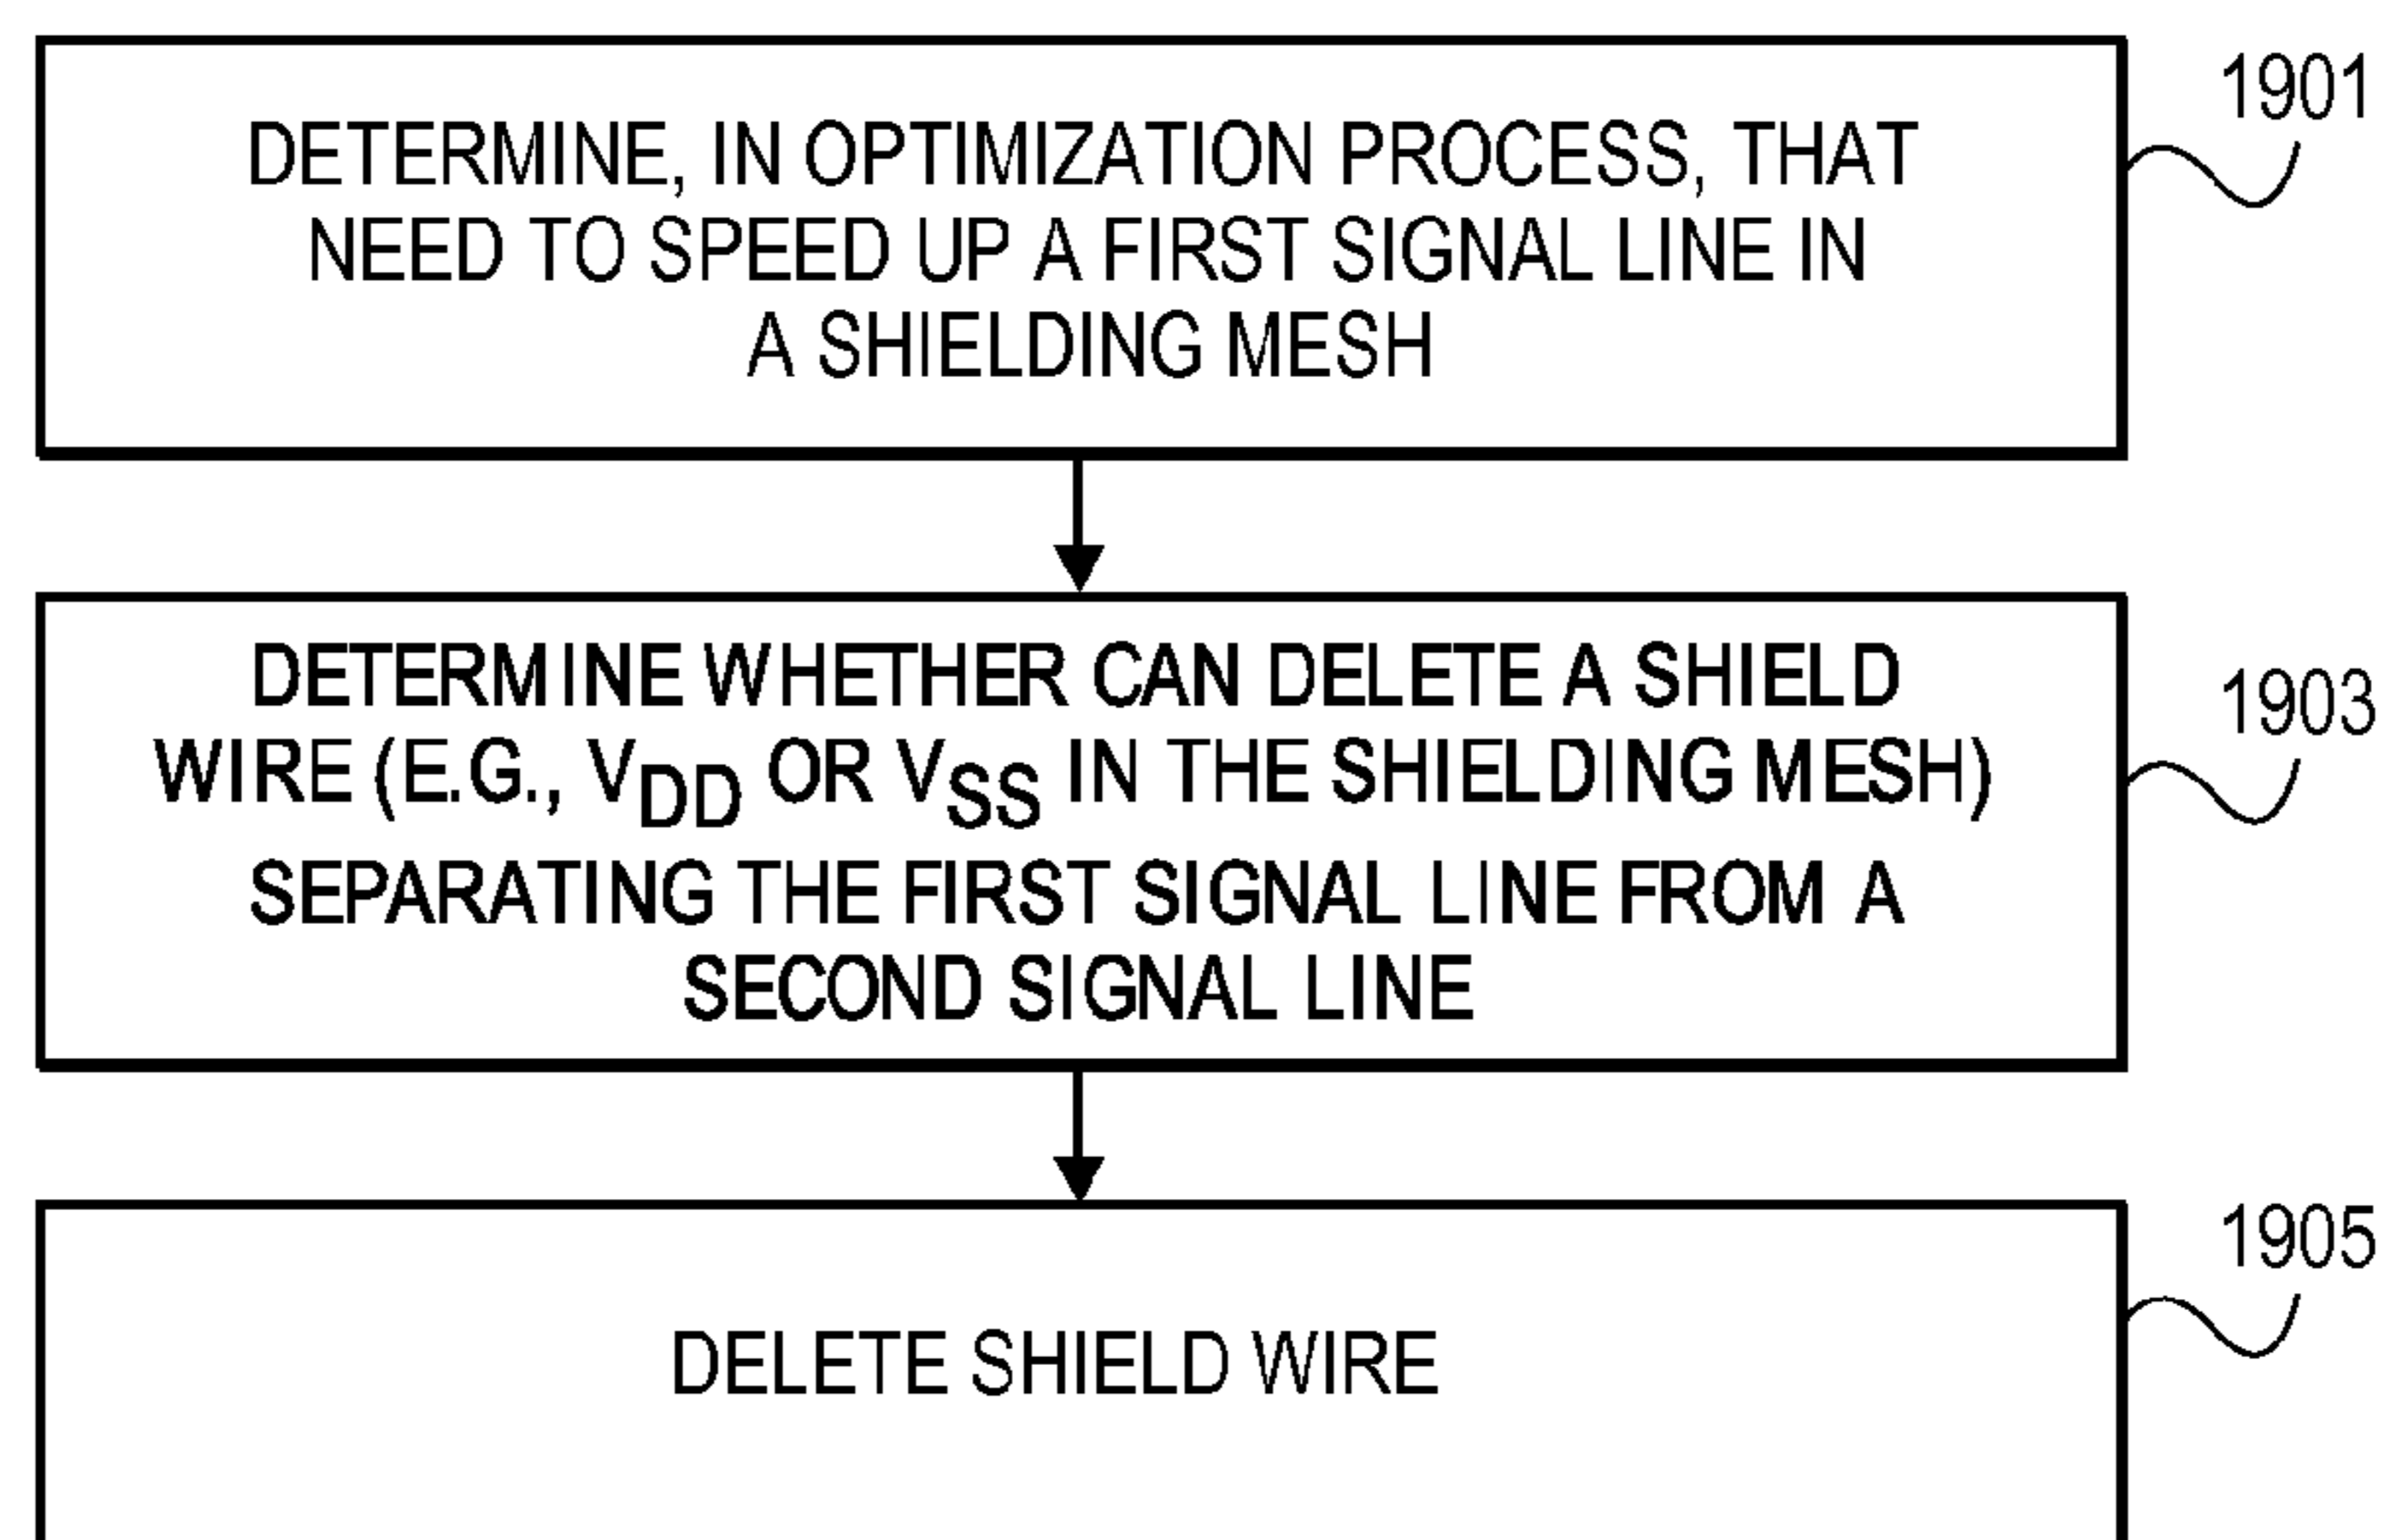 1901
DETERMINE, IN OPTIMIZATION PROCESS, THAT
NEED TO SPEED UP A FIRST SIGNAL LINE IN
A SHIELDING MESH
1903
DETERMINE WHETHER CAN DELETE A SHIELD
WIRE (E.G., VDD OR VSS IN THE SHIELDING MESH)
SEPARATING THE FIRST SIGNAL LINE FROM A
SECOND SIGNAL LINE
1905
DELETE SHIELD WIRE